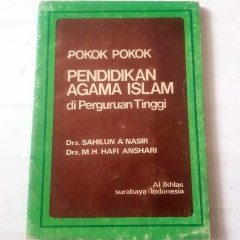 POKOK POKOK
PENDIDIKAN
AGAMA ISLAM
di Perguruan Tinggi
Drs. SAHILUN A NASIR
Drs. M.H. HAFI ANSHARI
Al Ikhlas
surabaya-Indonesia